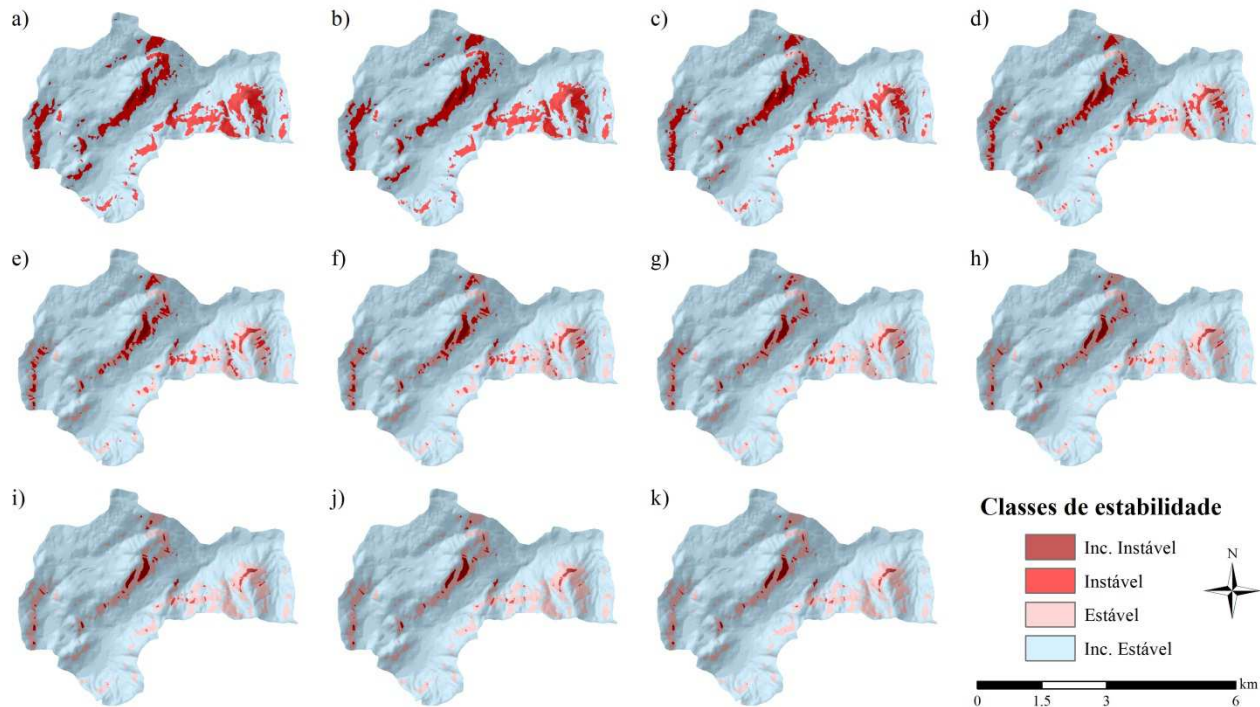 a)
b)
c)
d)
e)
f)
g)
h)
i)
j)
k)
Classes de estabilidade
Inc. Instável
Instável
Estável
Inc. Estável
N
km
0 1.5 3 6